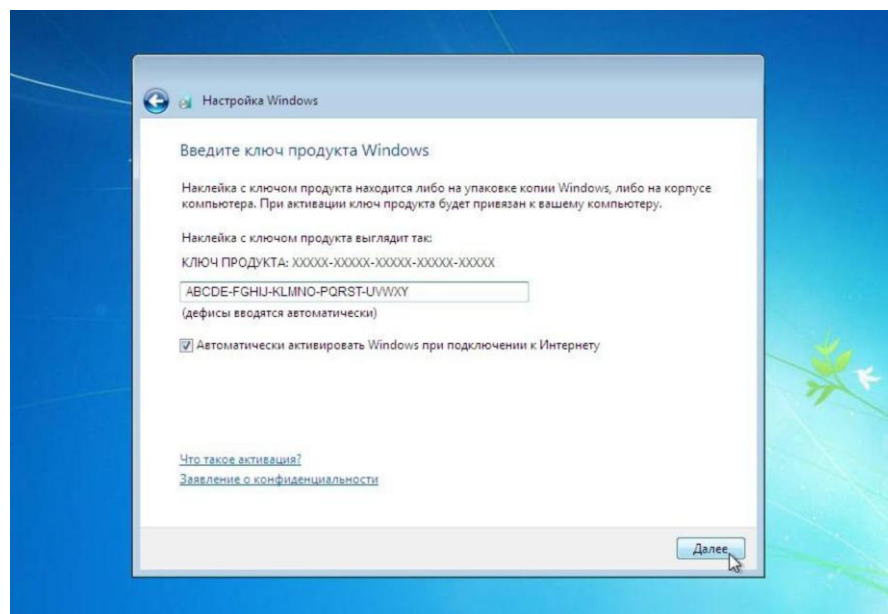 Настройка Windows
Введите ключ продукта Windows
Наклейка с ключом продукта находится либо на упаковке копии Windows, либо на корпусе
компьютера. При активации ключ продукта будет привязан к вашему компьютеру.
Наклейка с ключом продукта выглядит так:
КЛЮЧ ПРОДУКТА: XXXXX-XXXXX-XXXXX-XXXXX-XXXXX
ABCDE-FGHIJ-KLMNO-PQRST-UVWXY
(дефисы вводятся автоматически)
Автоматически активировать Windows при подключении к Интернету
Что такое активация?
Заявление о конфиденциальности
Далее